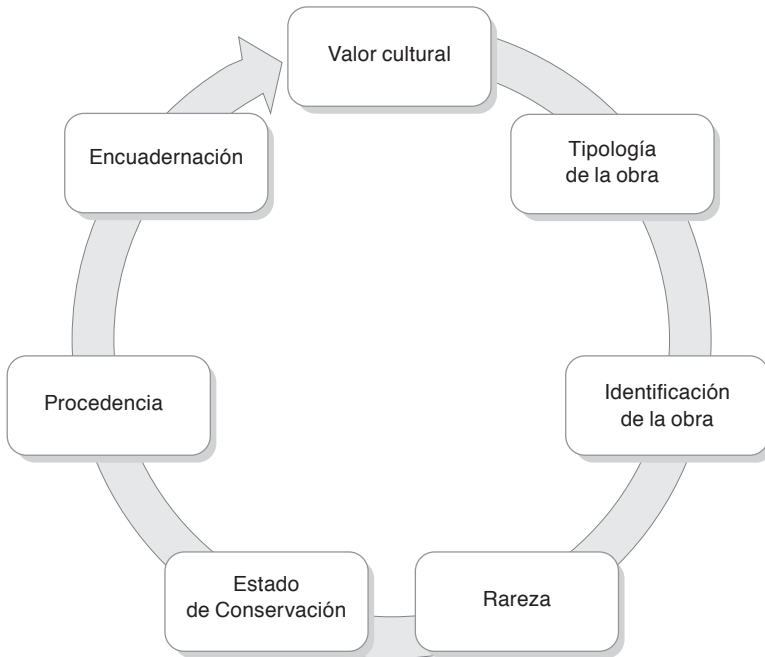 Valor cultural
Tipología
de la obra
Identificación
de la obra
Rareza
Estado
de Conservación
Procedencia
Encuadernación